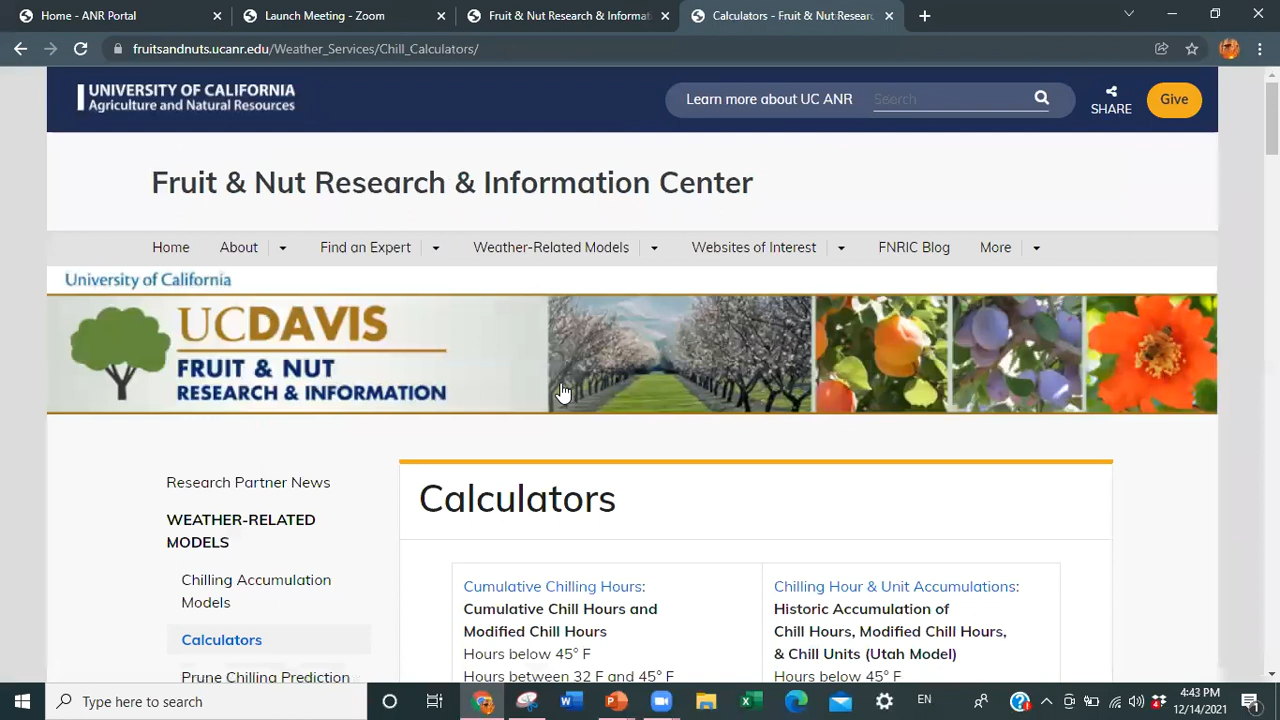 Home - ANR Portal
Launch Meeting - Zoom
Fruit & ANR Research & Informati
Calculators - Fruit & Nut Researc
fruitsandnuts.ucanr.edu/Weather_Services/Chill_Calculators/
UNIVERSITY OF CALIFORNIA
Agriculture and Natural Resources
Learn more about UC ANR
Search
SHARE
Give
Fruit & Nut Research & Information Center
Home
About
Find an Expert
Weather-Related Models
Websites of Interest
FNRIC Blog
More
University of California
UCDAVIS
FRUIT & NUT
RESEARCH & INFORMATION
Research Partner News
WEATHER-RELATED
MODELS
Chilling Accumulation
Models
Calculators
Prune Chilling Prediction
Calculators
Cumulative Chilling Hours:
Cumulative Chill Hours and
Modified Chill Hours
Hours below 45° F
Hours between 32 F and 45° F
Chilling Hour & Unit Accumulations:
Historic Accumulation of
Chill Hours, Modified Chill Hours,
& Chill Units (Utah Model)
Hours below 45° F
Type here to search
EN
4:43 PM
12/14/2021